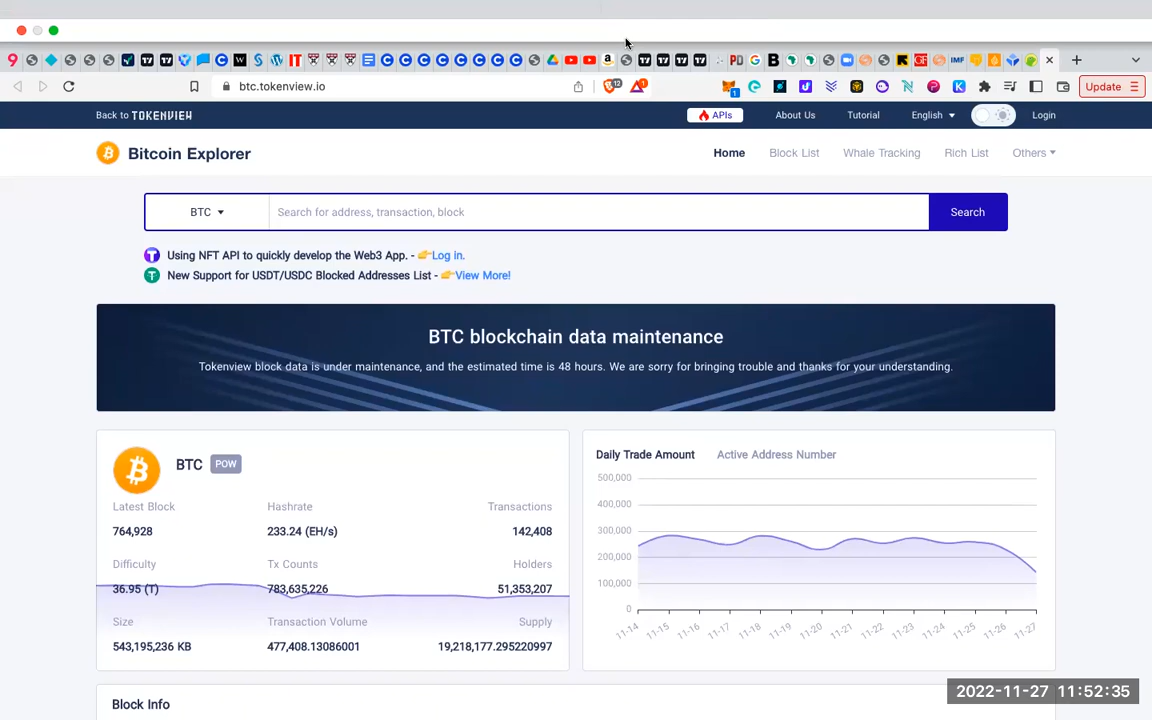 btc.tokenview.io
12
1
1
Update
Back to TOKENVIEW
APIs
About Us
Tutorial
English
Login
Bitcoin Explorer
Home
Block List
Whale Tracking
Rich List
Others
BTC
Search for address, transaction, block
Search
Using NFT API to quickly develop the Web3 App. - 👉Log in.
New Support for USDT/USDC Blocked Addresses List - 👉View More!
BTC blockchain data maintenance
Tokenview block data is under maintenance, and the estimated time is 48 hours. We are sorry for bringing trouble and thanks for your understanding.
BTC POW
Latest Block Hashrate Transactions
764,928 233.24 (EH/s) 142,408
Difficulty Tx Counts Holders
36.95 (T) 783,635,226 51,353,207
Size Transaction Volume Supply
543,195,236 KB 477,408.13086001 19,218,177.295220997
Daily Trade Amount Active Address Number
500,000
400,000
300,000
200,000
100,000
0
11-14 11-15 11-16 11-17 11-18 11-19 11-20 11-21 11-22 11-23 11-24 11-25 11-26 11-27
Block Info
2022-11-27 11:52:35